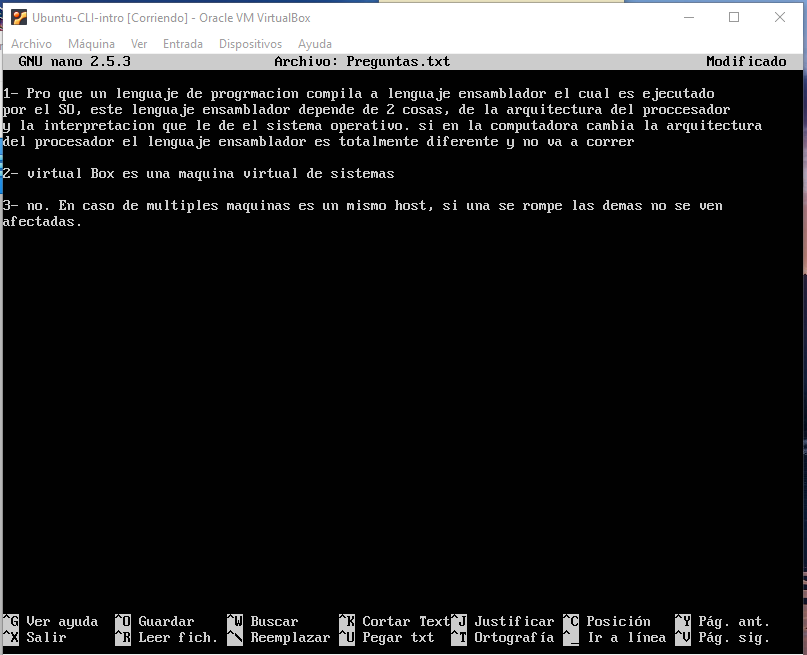 Ubuntu-CLI-intro [Corriendo] - Oracle VM VirtualBox
Archivo Máquina Ver Entrada Dispositivos Ayuda
GNU nano 2.5.3 Archivo: Preguntas.txt Modificado
1- Pro que un lenguaje de progrmacion compila a lenguaje ensamblador el cual es ejecutado
por el SO, este lenguaje ensamblador depende de 2 cosas, de la arquitectura del proccesador
y la interpretacion que le de el sistema operativo. si en la computadora cambia la arquitectura
del procesador el lenguaje ensamblador es totalmente diferente y no va a correr
2- virtual Box es una maquina virtual de sistemas
3- no. En caso de multiples maquinas es un mismo host, si una se rompe las demas no se ven
afectadas.
^G Ver ayuda ^O Guardar ^W Buscar ^K Cortar Text ^J Justificar ^C Posición ^Y Pág. ant.
^X Salir ^R Leer fich. ^\ Reemplazar ^U Pegar txt ^T Ortografía ^_ Ir a línea ^V Pág. sig.